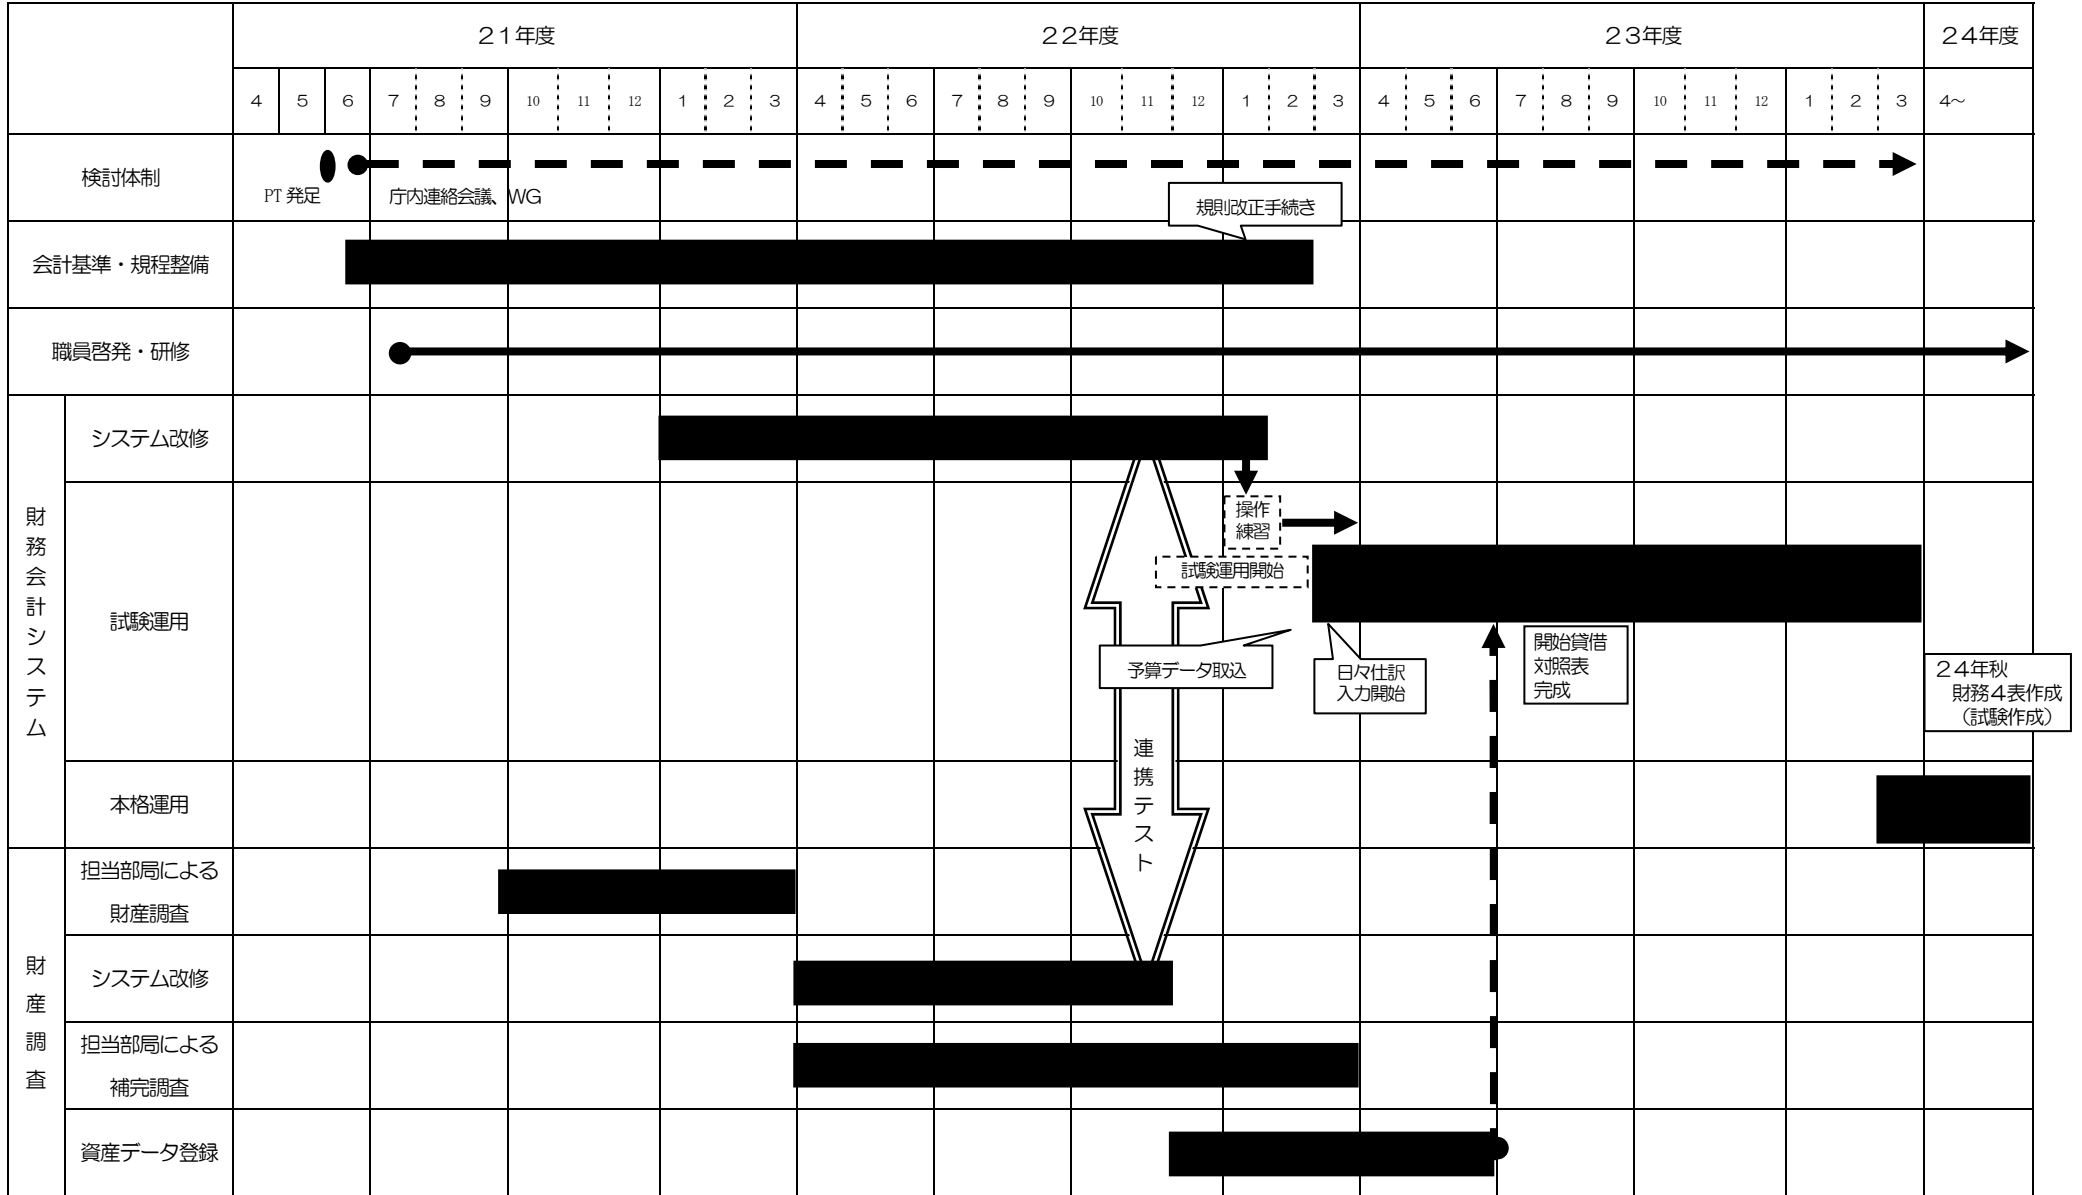 ２１年度 ２２年度 ２３年度 ２４年度
４ ５ ６ ７ ８ ９ 10 11 12 １ ２ ３ ４ ５ ６ ７ ８ ９ 10 11 12 １ ２ ３ ４ ５ ６ ７ ８ ９ 10 11 12 １ ２ ３ ４～
検討体制
PT 発足
庁内連絡会議、WG
規則改正手続き
会計基準・規程整備
職員啓発・研修
財務会計システム
システム改修
操作
練習
試験運用開始
試験運用
予算データ取込
日々仕訳
入力開始
開始貸借
対照表
完成
２４年秋
財務４表作成
（試験作成）
連携テスト
本格運用
財産調査
担当部局による
財産調査
システム改修
担当部局による
補完調査
資産データ登録